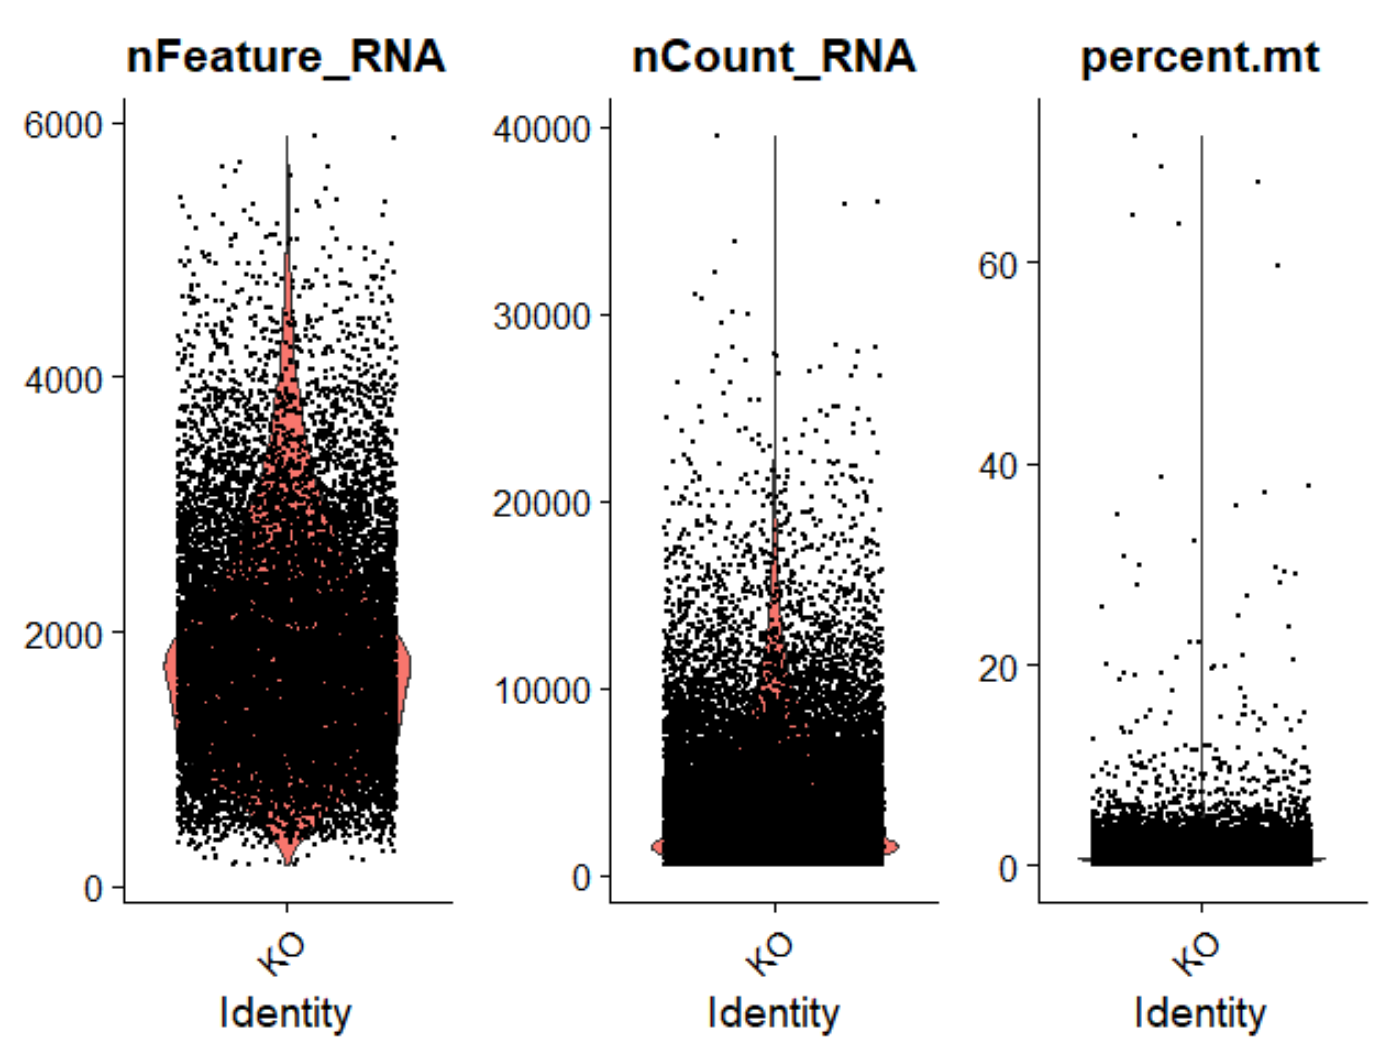 nFeature_RNA
6000
4000
2000
0
KO
Identity
nCount_RNA
40000
30000
20000
10000
0
KO
Identity
percent.mt
60
40
20
0
KO
Identity